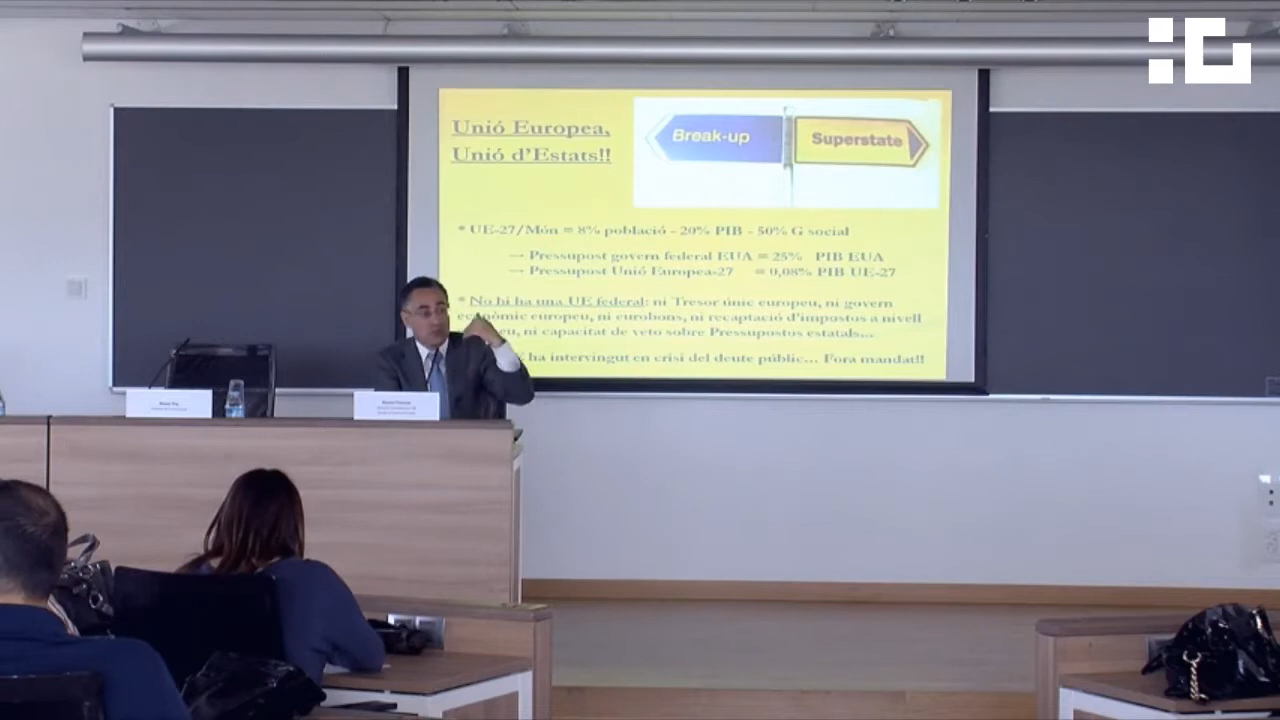 Unió Europea,
Unió d'Estats!!
Break-up
Superstate
* UE-27/Món = 8% població - 20% PIB - 50% G social
→ Pressupost govern federal EUA = 25% PIB EUA
→ Pressupost Unió Europea-27 = 0,08% PIB UE-27
* No hi ha una UE federal: ni Tresor únic europeu, ni govern
econòmic europeu, ni eurobons, ni recaptació d'impostos a nivell
ni capacitat de veto sobre Pressupostos estatals...
ha intervingut en crisi del deute públic... Fora mandat!!